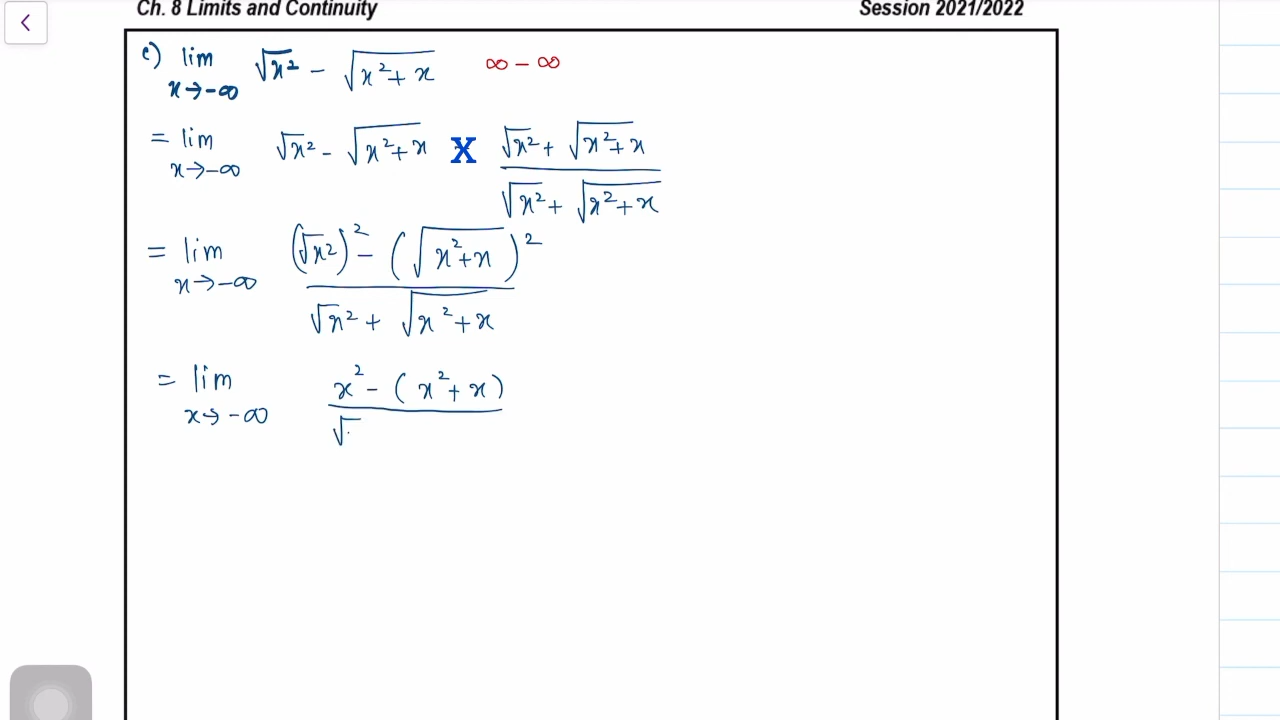 Ch. 8 Limits and Continuity Session 2021/2022
e) lim x→-∞ √x² - √(x²+x) ∞ - ∞
= lim x→-∞ √x² - √(x²+x) X (√x² + √(x²+x)) / (√x² + √(x²+x))
= lim x→-∞ ((√x²)² - (√(x²+x))²) / (√x² + √(x²+x))
= lim x→-∞ (x² - (x²+x)) / √